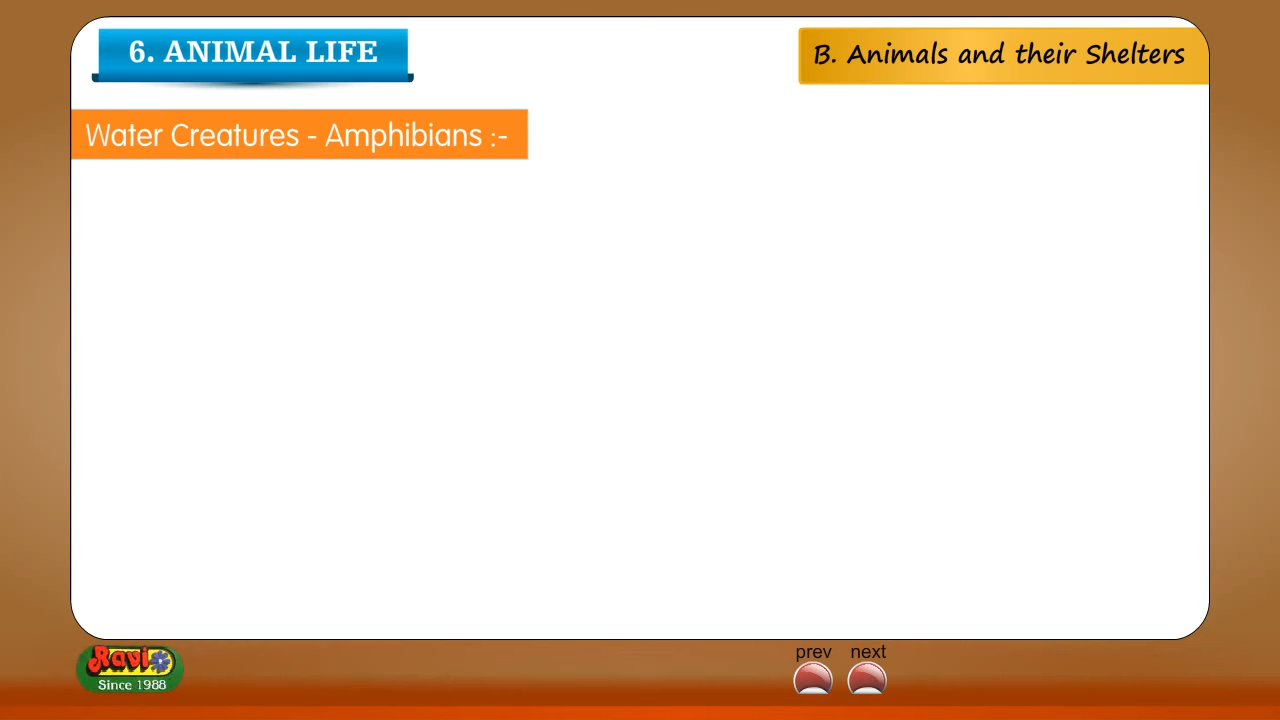 6. ANIMAL LIFE
B. Animals and their Shelters
Water Creatures - Amphibians :-
Ravi
Since 1988
prev next